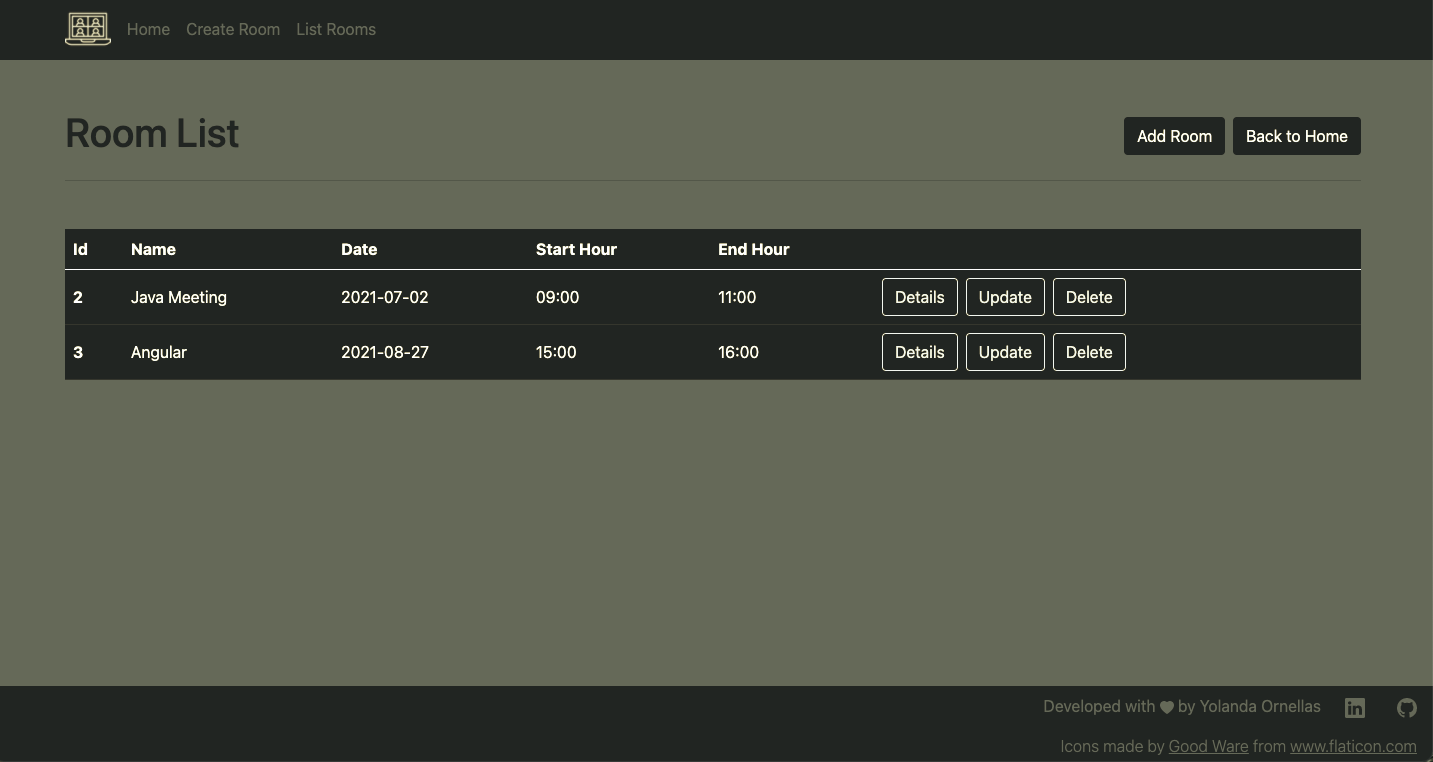 Home Create Room List Rooms
Room List
Add Room Back to Home
Id Name Date Start Hour End Hour
2 Java Meeting 2021-07-02 09:00 11:00 Details Update Delete
3 Angular 2021-08-27 15:00 16:00 Details Update Delete
Developed with by Yolanda Ornellas in
Icons made by Good Ware from www.flaticon.com